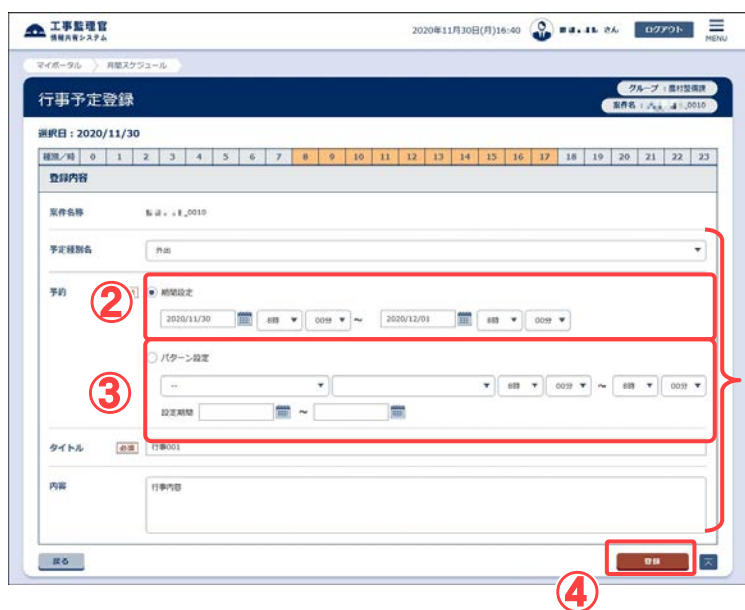 工事監理官
情報共有システム
2020年11月30日(月)16:40
さん
ログアウト
MENU
マイポータル
月間スケジュール
行事予定登録
グループ：農村整備課
案件名：
_0010
選択日：2020/11/30
種別／時 0 1 2 3 4 5 6 7 8 9 10 11 12 13 14 15 16 17 18 19 20 21 22 23
登録内容
案件名称
_0010
予定種別名
外出
予約
②
期間設定
2020/11/30 8時 00分 ～ 2020/12/01 8時 00分
③
パターン設定
-- 8時 00分 ～ 8時 00分
設定期間 ～
タイトル 必須 行事001
内容
行事内容
戻る
登録
④